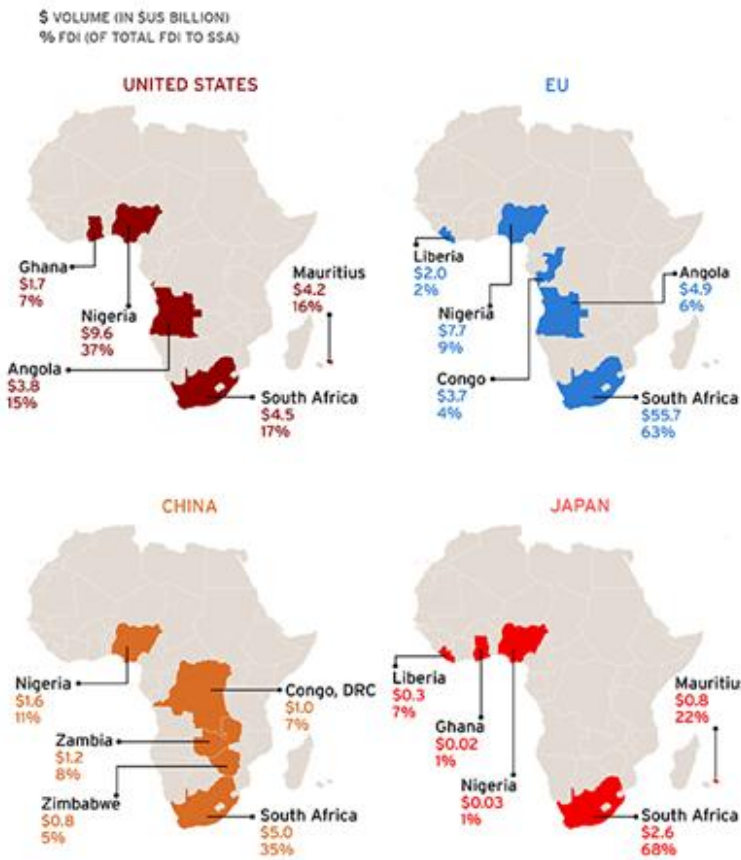 $ VOLUME (IN $US BILLION)
% FDI (OF TOTAL FDI TO SSA)
UNITED STATES
Ghana
$1.7
7%
Nigeria
$9.6
37%
Mauritius
$4.2
16%
Angola
$3.8
15%
South Africa
$4.5
17%
EU
Liberia
$2.0
2%
Nigeria
$7.7
9%
Angola
$4.9
6%
Congo
$3.7
4%
South Africa
$55.7
63%
CHINA
Nigeria
$1.6
11%
Congo, DRC
$1.0
7%
Zambia
$1.2
8%
Zimbabwe
$0.8
5%
South Africa
$5.0
35%
JAPAN
Liberia
$0.3
7%
Ghana
$0.02
1%
Nigeria
$0.03
1%
Mauritiu
$0.8
22%
South Africa
$2.6
68%